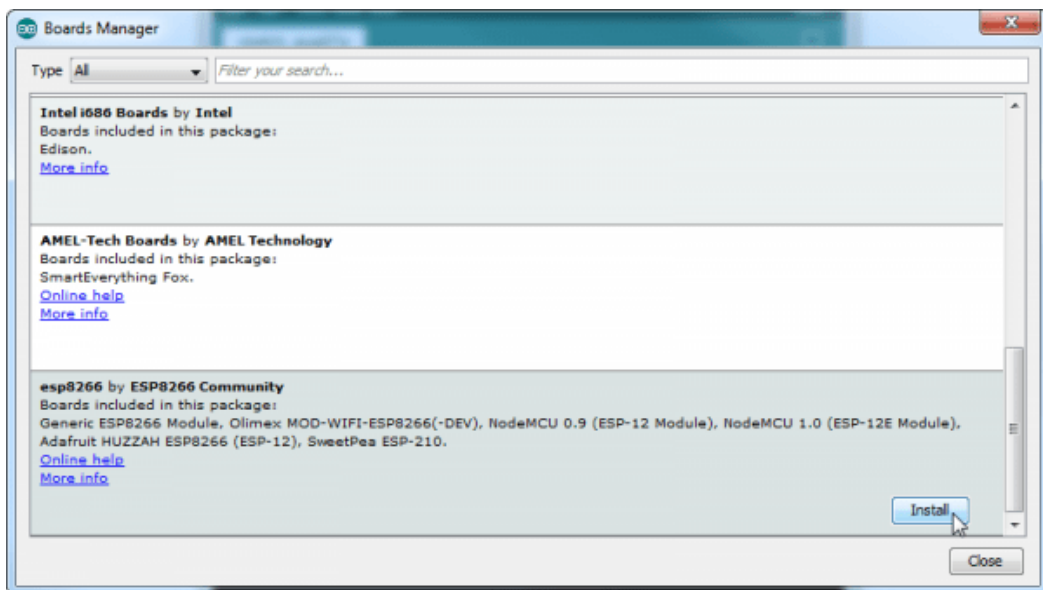 Boards Manager
Type All Filter your search...
Intel i686 Boards by Intel
Boards included in this package:
Edison.
More info
AMEL-Tech Boards by AMEL Technology
Boards included in this package:
SmartEverything Fox.
Online help
More info
esp8266 by ESP8266 Community
Boards included in this package:
Generic ESP8266 Module, Olimex MOD-WIFI-ESP8266(-DEV), NodeMCU 0.9 (ESP-12 Module), NodeMCU 1.0 (ESP-12E Module),
Adafruit HUZZAH ESP8266 (ESP-12), SweetPea ESP-210.
Online help
More info
Install
Close